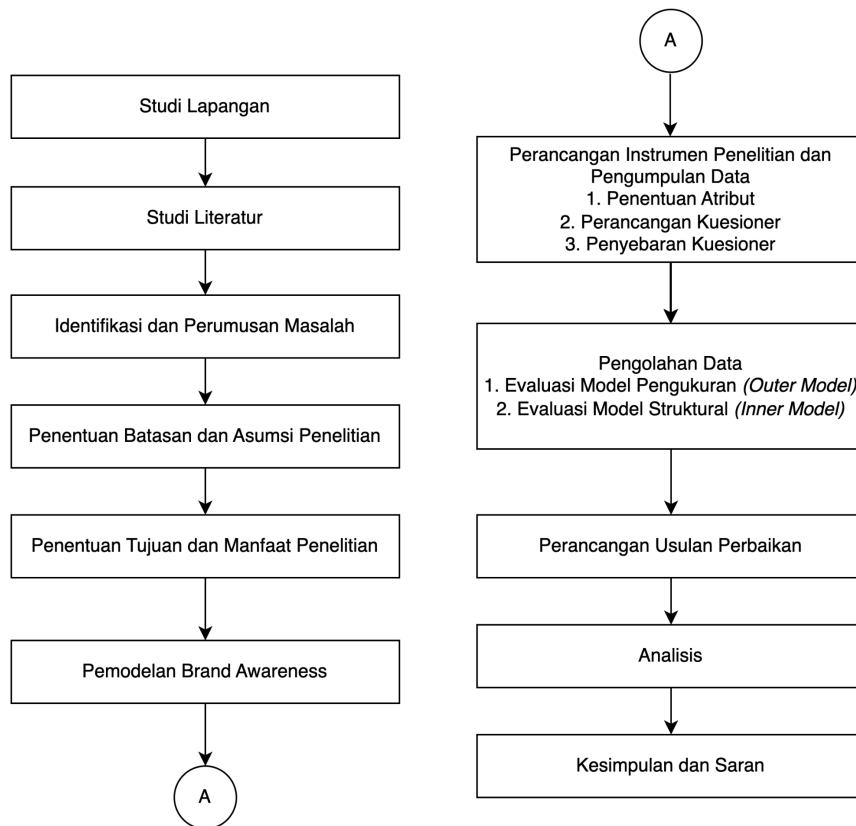 Studi Lapangan
Studi Literatur
Identifikasi dan Perumusan Masalah
Penentuan Batasan dan Asumsi Penelitian
Penentuan Tujuan dan Manfaat Penelitian
Pemodelan Brand Awareness
A
A
Perancangan Instrumen Penelitian dan
Pengumpulan Data
1. Penentuan Atribut
2. Perancangan Kuesioner
3. Penyebaran Kuesioner
Pengolahan Data
1. Evaluasi Model Pengukuran (Outer Model)
2. Evaluasi Model Struktural (Inner Model)
Perancangan Usulan Perbaikan
Analisis
Kesimpulan dan Saran